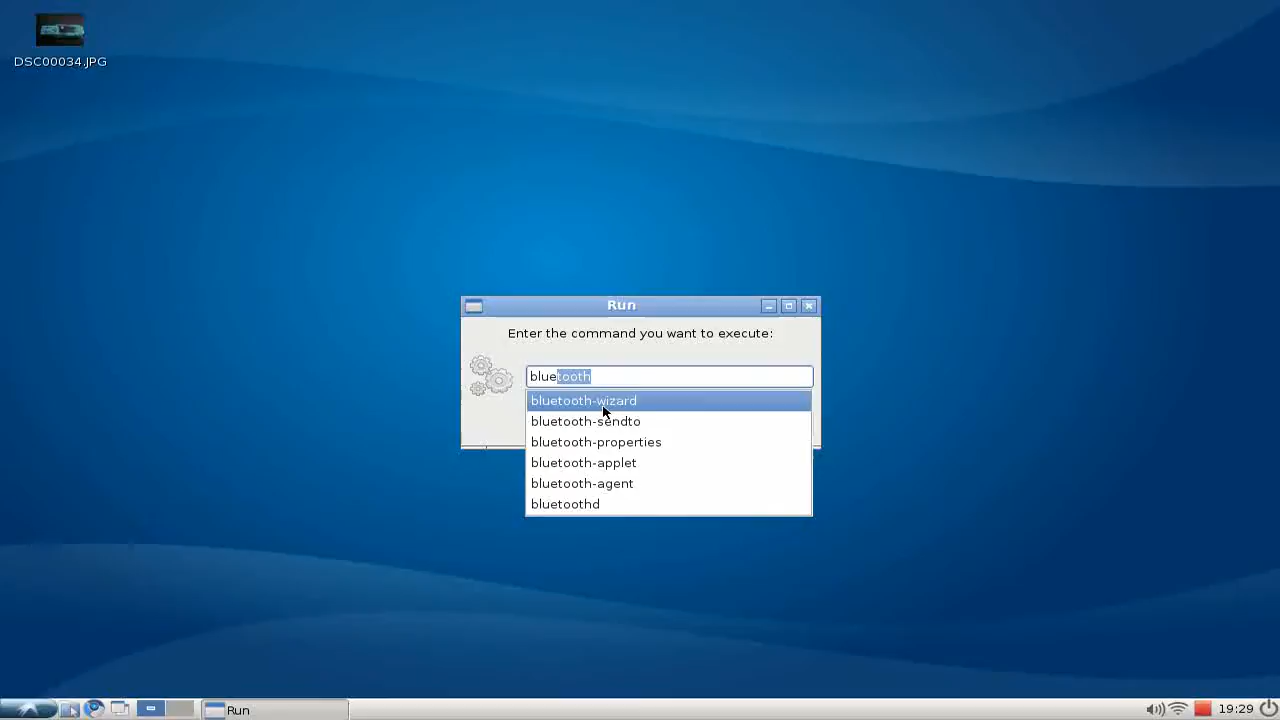 DSC00034.JPG
Run
Enter the command you want to execute:
bluetooth
bluetooth-wizard
bluetooth-sendto
bluetooth-properties
bluetooth-applet
bluetooth-agent
bluetoothd
Run
19:29